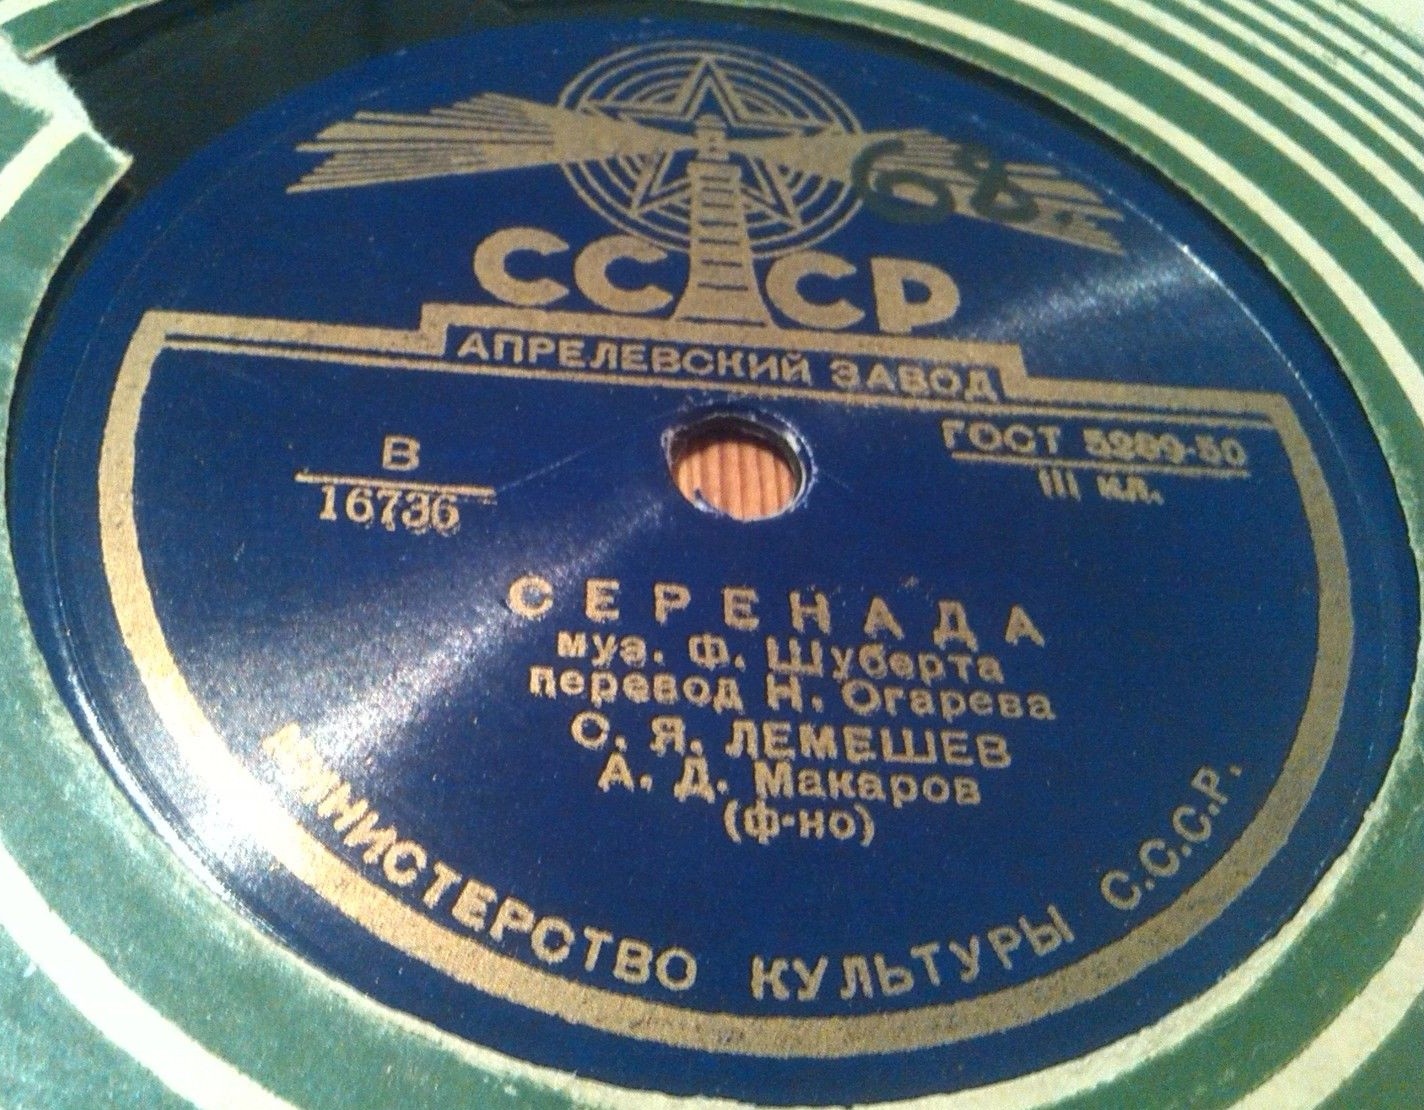 68.
СССР
АПРЕЛЕВСКИЙ ЗАВОД
ГОСТ 5289-50
III кл.
В
16736
СЕРЕНАДА
муз. Ф. Шуберта
перевод Н. Огарева
С. Я. ЛЕМЕШЕВ
А. Д. Макаров
(ф-но)
МИНИСТЕРСТВО КУЛЬТУРЫ С.С.С.Р.